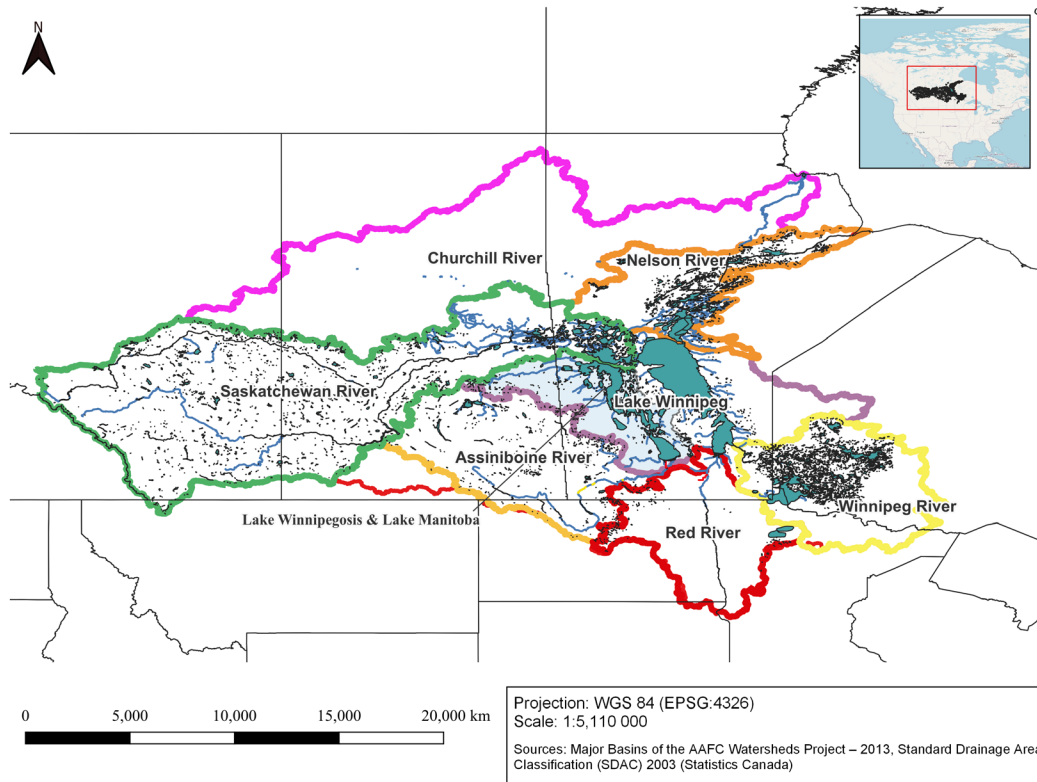 N
Churchill River
Nelson River
Saskatchewan River
Lake Winnipeg
Assiniboine River
Winnipeg River
Lake Winnipegosis & Lake Manitoba
Red River
0 5,000 10,000 15,000 20,000 km
Projection: WGS 84 (EPSG:4326)
Scale: 1:5,110 000
Sources: Major Basins of the AAFC Watersheds Project – 2013, Standard Drainage Area
Classification (SDAC) 2003 (Statistics Canada)